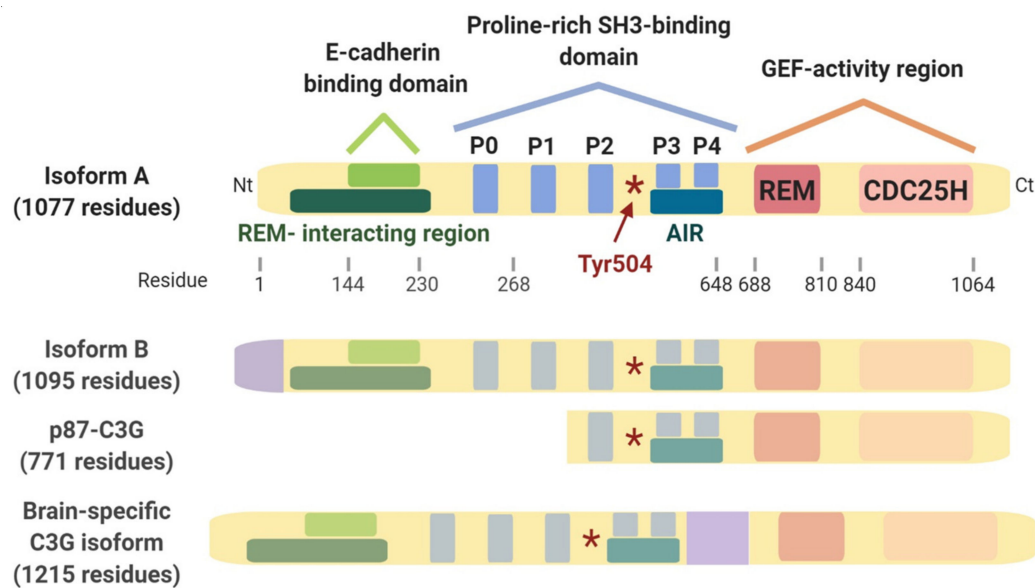 Proline-rich SH3-binding
domain
E-cadherin
binding domain
GEF-activity region
P0 P1 P2 P3 P4
Isoform A
(1077 residues)
Nt
*
REM
CDC25H
Ct
REM- interacting region
AIR
Tyr504
Residue
1 144 230 268 648 688 810 840 1064
Isoform B
(1095 residues)
*
p87-C3G
(771 residues)
*
Brain-specific
C3G isoform
(1215 residues)
*